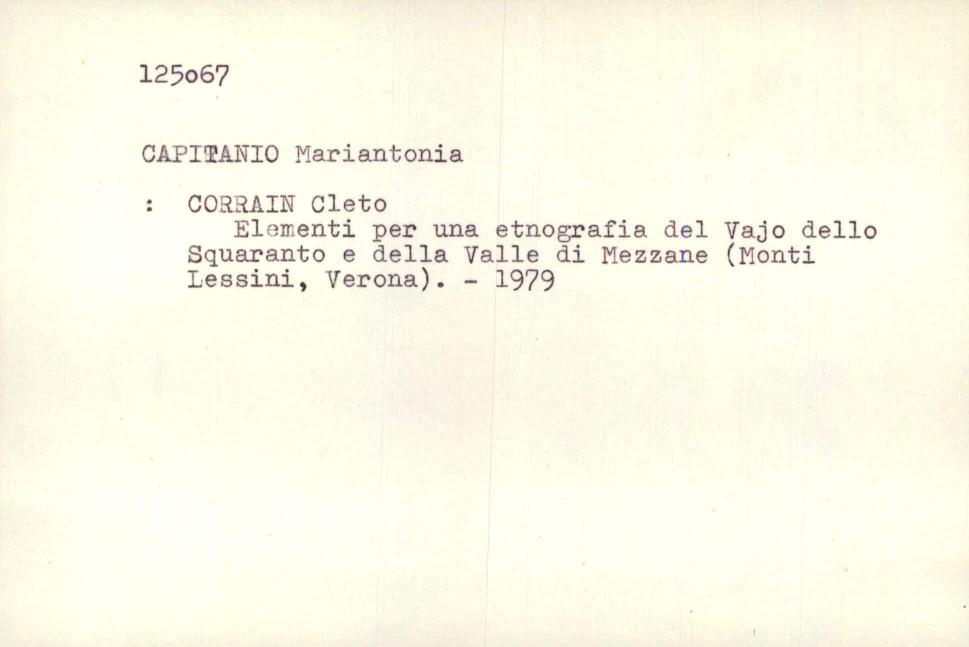 125o67
CAPITANIO Mariantonia
: CORRAIN Cleto
Elementi per una etnografia del Vajo dello
Squaranto e della Valle di Mezzane (Monti
Lessini, Verona). - 1979